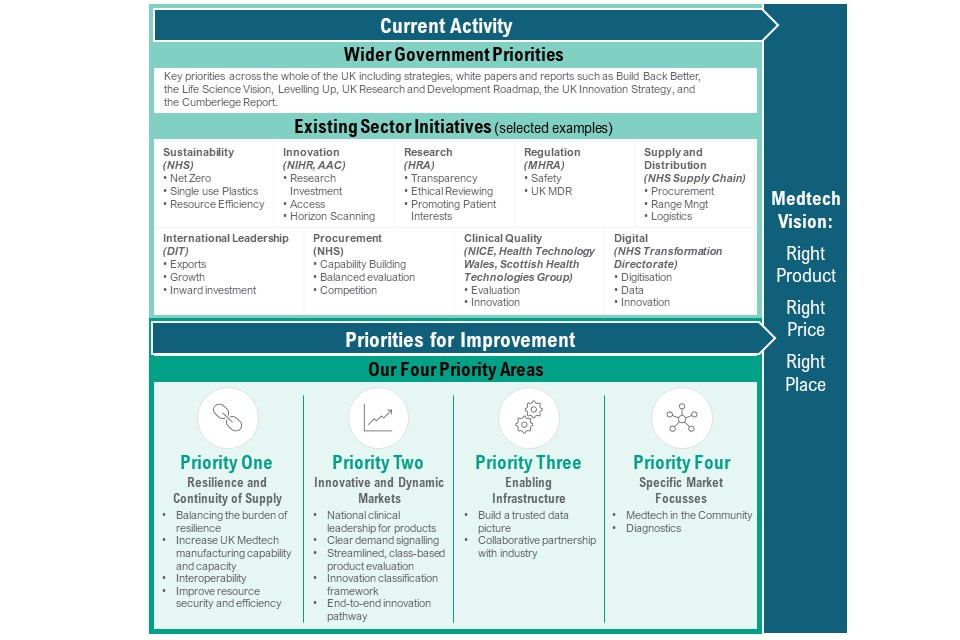 Current Activity
Wider Government Priorities
Key priorities across the whole of the UK including strategies, white papers and reports such as Build Back Better,
the Life Science Vision, Levelling Up, UK Research and Development Roadmap, the UK Innovation Strategy, and
the Cumberlege Report.
Existing Sector Initiatives (selected examples)
Sustainability
(NHS)
• Net Zero
• Single use Plastics
• Resource Efficiency
Innovation
(NIHR, AAC)
• Research
Investment
• Access
• Horizon Scanning
Research
(HRA)
• Transparency
• Ethical Reviewing
• Promoting Patient
Interests
Regulation
(MHRA)
• Safety
• UK MDR
Supply and
Distribution
(NHS Supply Chain)
• Procurement
• Range Mngt
• Logistics
International Leadership
(DIT)
• Exports
• Growth
• Inward investment
Procurement
(NHS)
• Capability Building
• Balanced evaluation
• Competition
Clinical Quality
(NICE, Health Technology
Wales, Scottish Health
Technologies Group)
• Evaluation
• Innovation
Digital
(NHS Transformation
Directorate)
• Digitisation
• Data
• Innovation
Priorities for Improvement
Our Four Priority Areas
Priority One
Resilience and
Continuity of Supply
• Balancing the burden of
resilience
• Increase UK Medtech
manufacturing capability
and capacity
• Interoperability
• Improve resource
security and efficiency
Priority Two
Innovative and Dynamic
Markets
• National clinical
leadership for products
• Clear demand signalling
• Streamlined, class-based
product evaluation
• Innovation classification
framework
• End-to-end innovation
pathway
Priority Three
Enabling
Infrastructure
• Build a trusted data
picture
• Collaborative partnership
with industry
Priority Four
Specific Market
Focusses
• Medtech in the Community
• Diagnostics
Medtech
Vision:
Right
Product
Right
Price
Right
Place